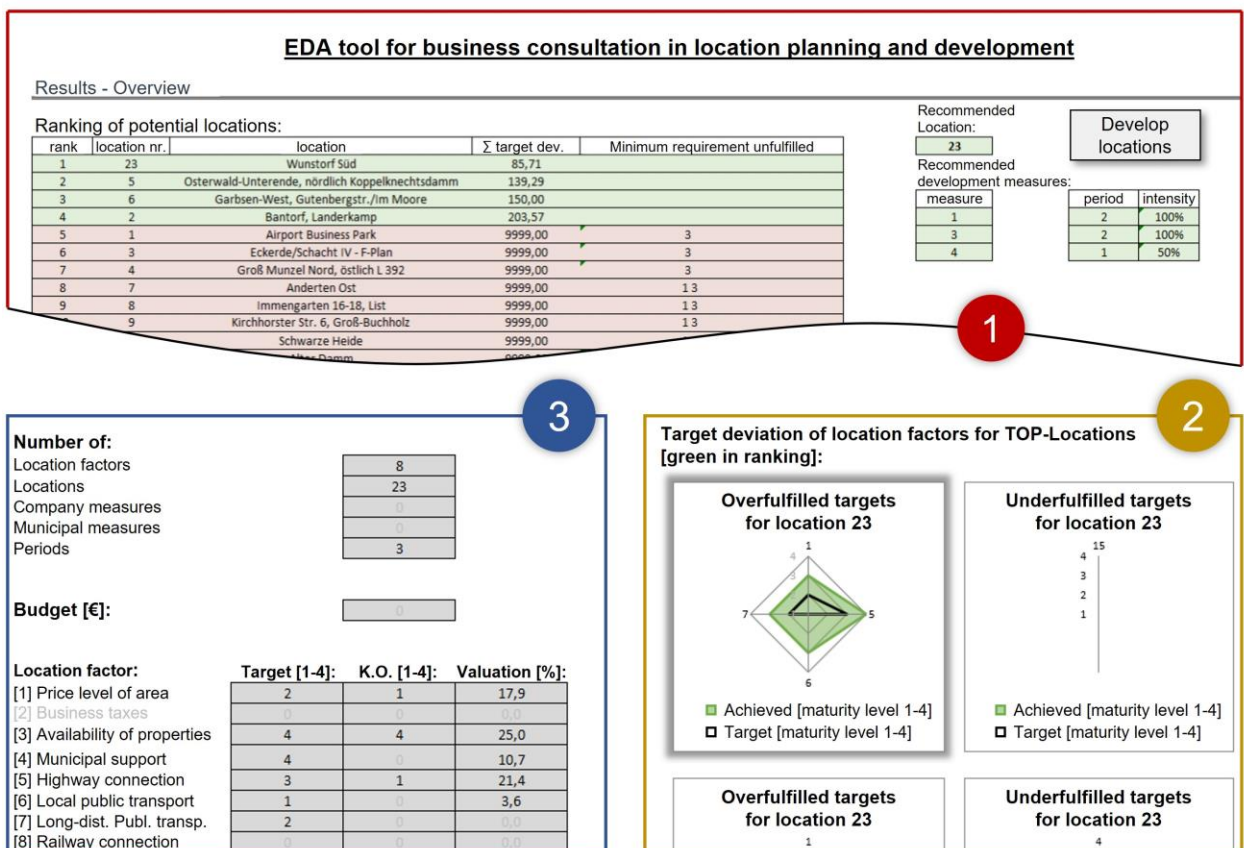 EDA tool for business consultation in location planning and development
Results - Overview
Ranking of potential locations:
rank location nr. location ∑ target dev. Minimum requirement unfulfilled
1 23 Wunstorf Süd 85,71
2 5 Osterwald-Unterende, nördlich Koppelknechtsdamm 139,29
3 6 Garbsen-West, Gutenbergstr./Im Moore 150,00
4 2 Bantorf, Landerkamp 203,57
5 1 Airport Business Park 9999,00 3
6 3 Eckerde/Schacht IV - F-Plan 9999,00 3
7 4 Groß Munzel Nord, östlich L 392 9999,00 3
8 7 Anderten Ost 9999,00 1 3
9 8 Immengarten 16-18, List 9999,00 1 3
9 Kirchhorster Str. 6, Groß-Buchholz 9999,00 1 3
Schwarze Heide 9999,00
Damm
Recommended
Location:
23
Develop
locations
Recommended
development measures:
measure period intensity
1 2 100%
3 2 100%
4 1 50%
1
3
Number of:
Location factors 8
Locations 23
Company measures 0
Municipal measures 0
Periods 3
Budget [€]: 0
Location factor: Target [1-4]: K.O. [1-4]: Valuation [%]:
[1] Price level of area 2 1 17,9
[2] Business taxes 0 0 0,0
[3] Availability of properties 4 4 25,0
[4] Municipal support 4 0 10,7
[5] Highway connection 3 1 21,4
[6] Local public transport 1 0 3,6
[7] Long-dist. Publ. transp. 2 0 0,0
[8] Railway connection 0 0 0,0
2
Target deviation of location factors for TOP-Locations
[green in ranking]:
Overfulfilled targets
for location 23
1
4
3
7
5
6
Achieved [maturity level 1-4]
Target [maturity level 1-4]
Underfulfilled targets
for location 23
15
4
3
2
1
Achieved [maturity level 1-4]
Target [maturity level 1-4]
Overfulfilled targets
for location 23
1
Underfulfilled targets
for location 23
4